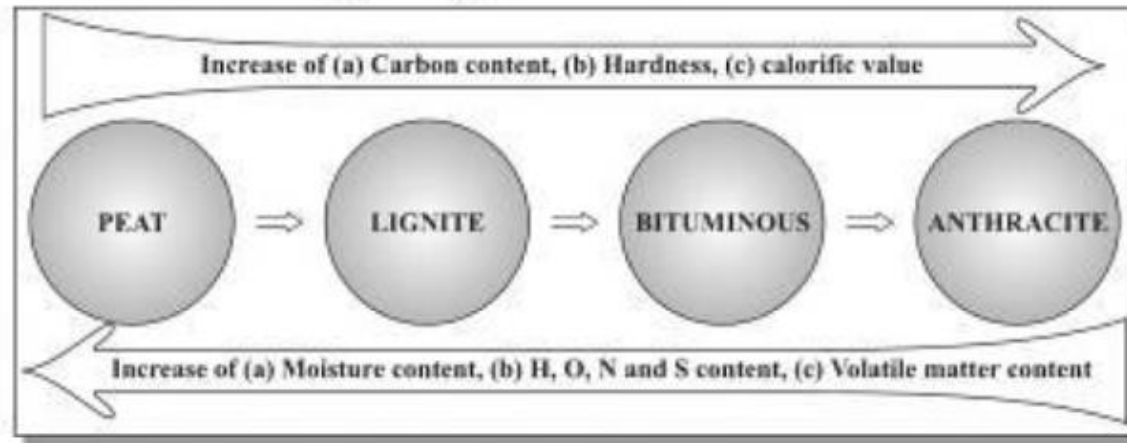 Increase of (a) Carbon content, (b) Hardness, (c) calorific value
PEAT
LIGNITE
BITUMINOUS
ANTHRACITE
Increase of (a) Moisture content, (b) H, O, N and S content, (c) Volatile matter content